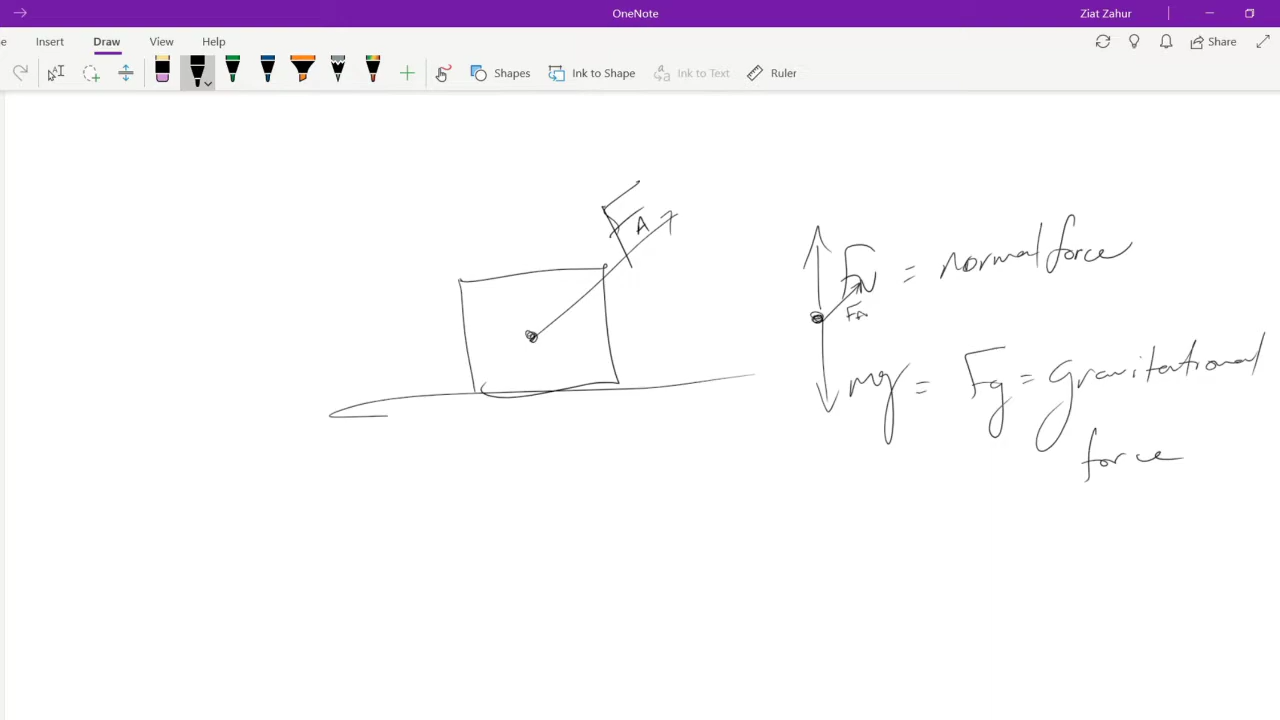 OneNote
Ziat Zahur
Insert Draw View Help
Share
Shapes
Ink to Shape
Ink to Text
Ruler
FA
FN = normal force
FA
mg = Fg = gravitational
force